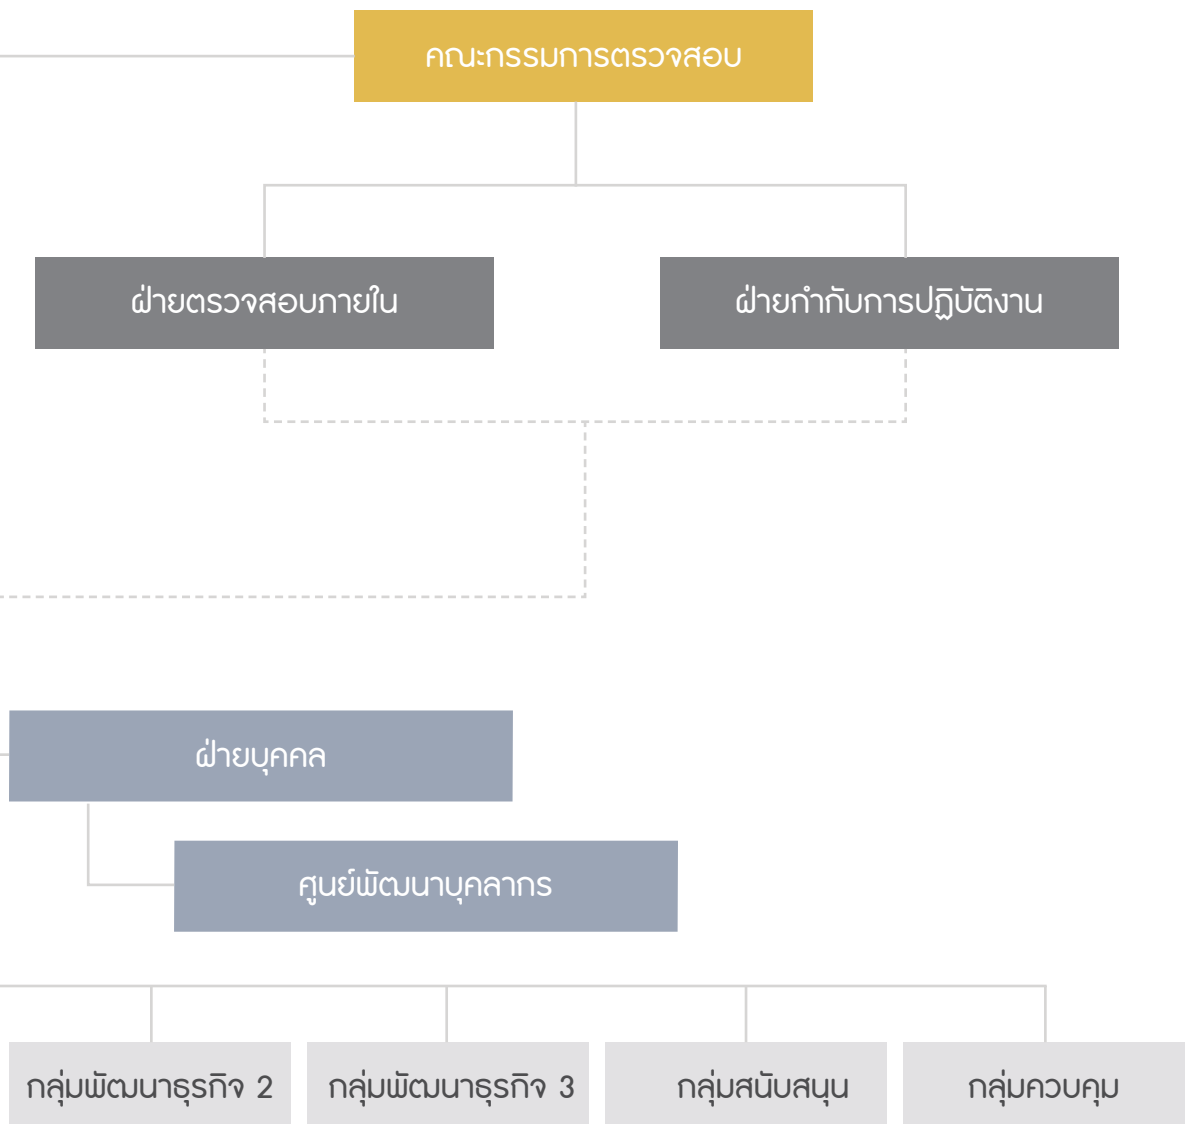 คณะกรรมการตรวจสอบ
ฝ่ายตรวจสอบภายใน
ฝ่ายกำกับการปฏิบัติงาน
ฝ่ายบุคคล
ศูนย์พัฒนาบุคลากร
กลุ่มพัฒนาธุรกิจ 2
กลุ่มพัฒนาธุรกิจ 3
กลุ่มสนับสนุน
กลุ่มควบคุม